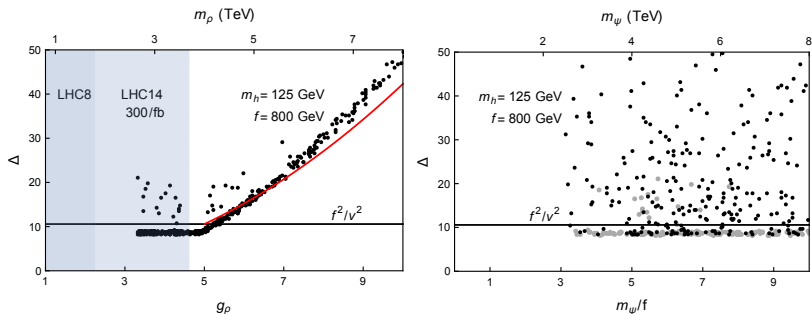 m_ρ (TeV)
1 3 5 7
50
40
30
20
10
0
Δ
LHC8
LHC14
300/fb
m_h = 125 GeV
f = 800 GeV
f²/v²
1 3 5 7 9
g_ρ
m_ψ (TeV)
2 4 6 8
50
40
30
20
10
0
Δ
m_h = 125 GeV
f = 800 GeV
f²/v²
1 3 5 7 9
m_ψ/f